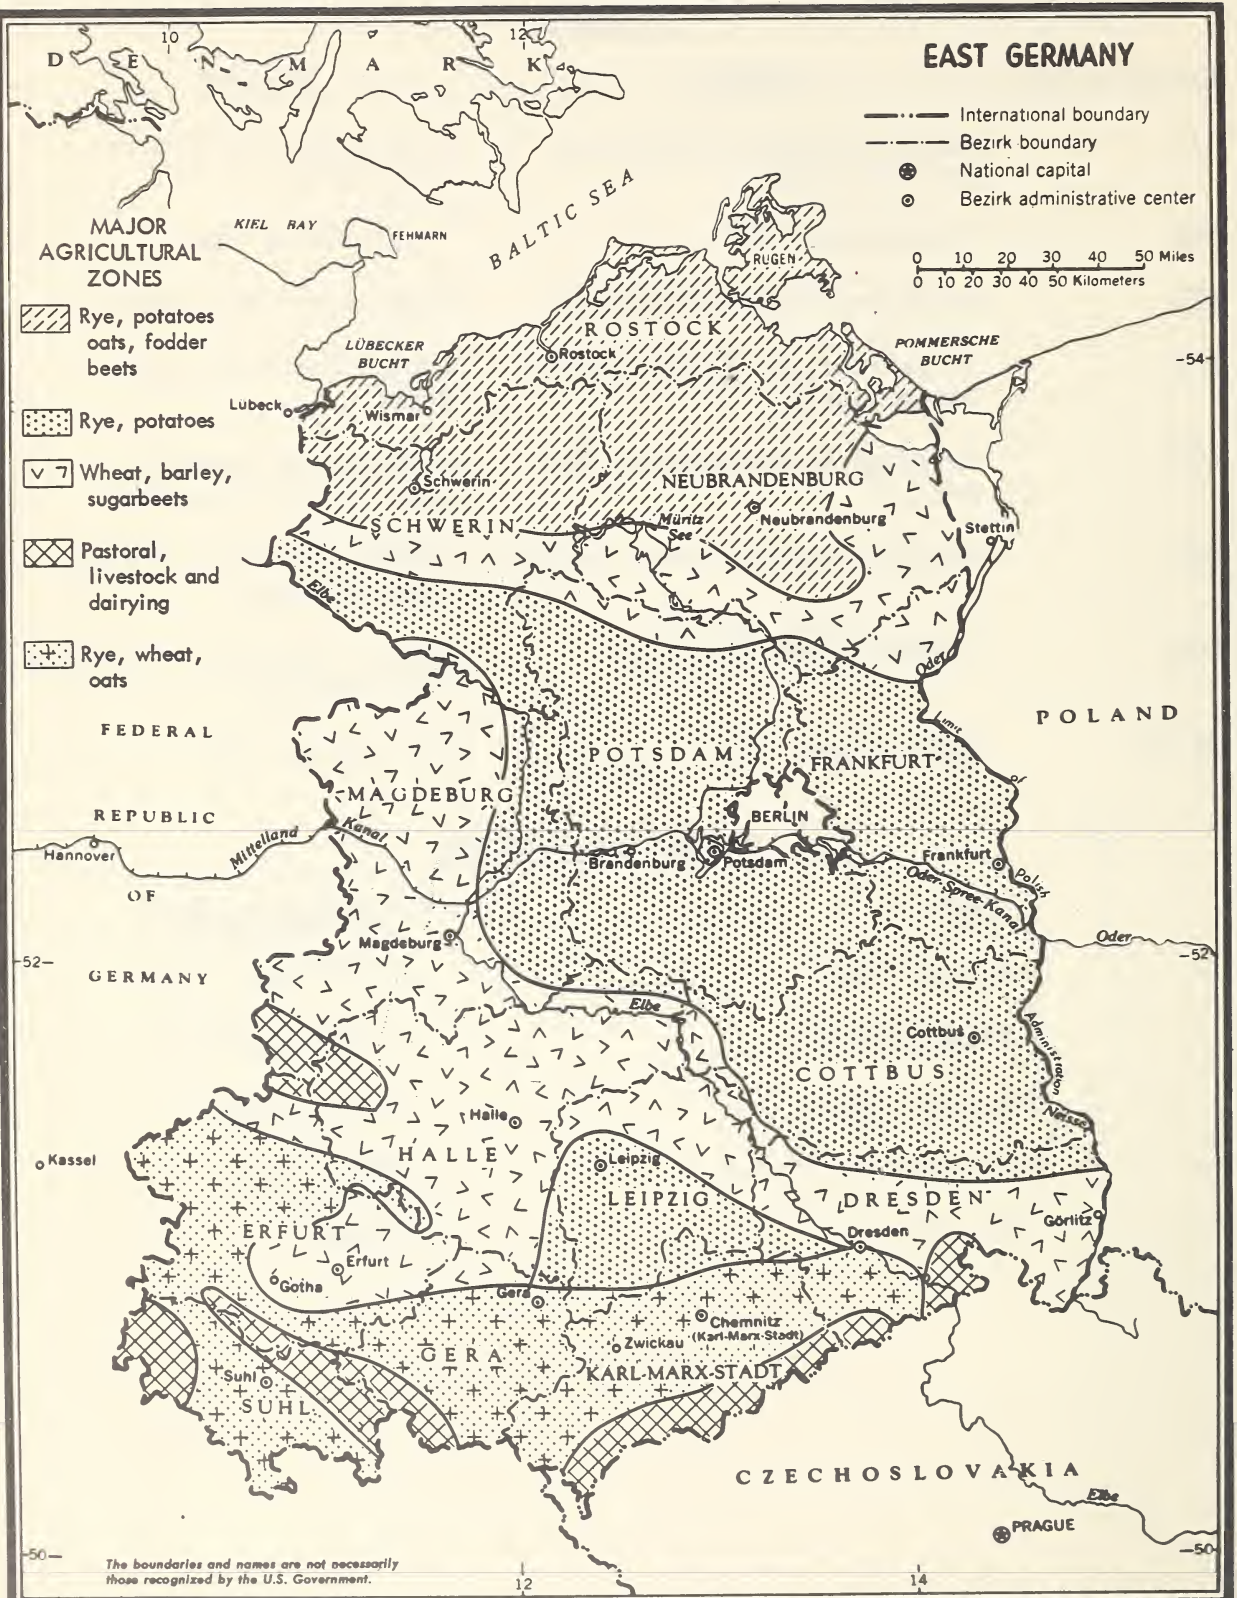 10
12
D E N M A R K
EAST GERMANY
International boundary
Bezirk boundary
National capital
Bezirk administrative center
0 10 20 30 40 50 Miles
0 10 20 30 40 50 Kilometers
BALTIC SEA
KIEL BAY
FEHMARN
MAJOR
AGRICULTURAL
ZONES
Rye, potatoes
oats, fodder
beets
Rye, potatoes
Wheat, barley,
sugarbeets
Pastoral,
livestock and
dairying
Rye, wheat,
oats
RÜGEN
ROSTOCK
Rostock
LÜBECKER
BUCHT
POMMERSCHE
BUCHT
54
Lübeck
Wismar
Schwerin
SCHWERIN
NEUBRANDENBURG
Neubrandenburg
Müritz
See
Stettin
Elbe
Oder
FEDERAL
REPUBLIC
OF
GERMANY
POLAND
Line
of
Polish
Administration
POTSDAM
FRANKFURT
MAGDEBURG
BERLIN
Hannover
Mittelland
Kanal
Brandenburg
Potsdam
Frankfurt
Oder Spree Kanal
Oder
Magdeburg
52
52
Elbe
Cottbus
COTTBUS
Neisse
Halle
HALLE
Kassel
Leipzig
LEIPZIG
DRESDEN
Dresden
Görlitz
ERFURT
Erfurt
Gotha
Gera
GERA
Chemnitz
(Karl-Marx-Stadt)
Zwickau
KARL-MARX-STADT
Suhl
SUHL
CZECHOSLOVAKIA
Elbe
PRAGUE
50
50
The boundaries and names are not necessarily
those recognized by the U.S. Government.
12
14